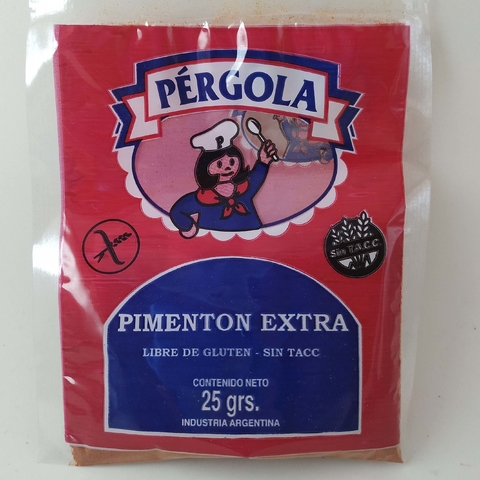 PÉRGOLA
P
Sin T.A.C.C.
PIMENTON EXTRA
LIBRE DE GLUTEN - SIN TACC
CONTENIDO NETO
25 grs.
INDUSTRIA ARGENTINA